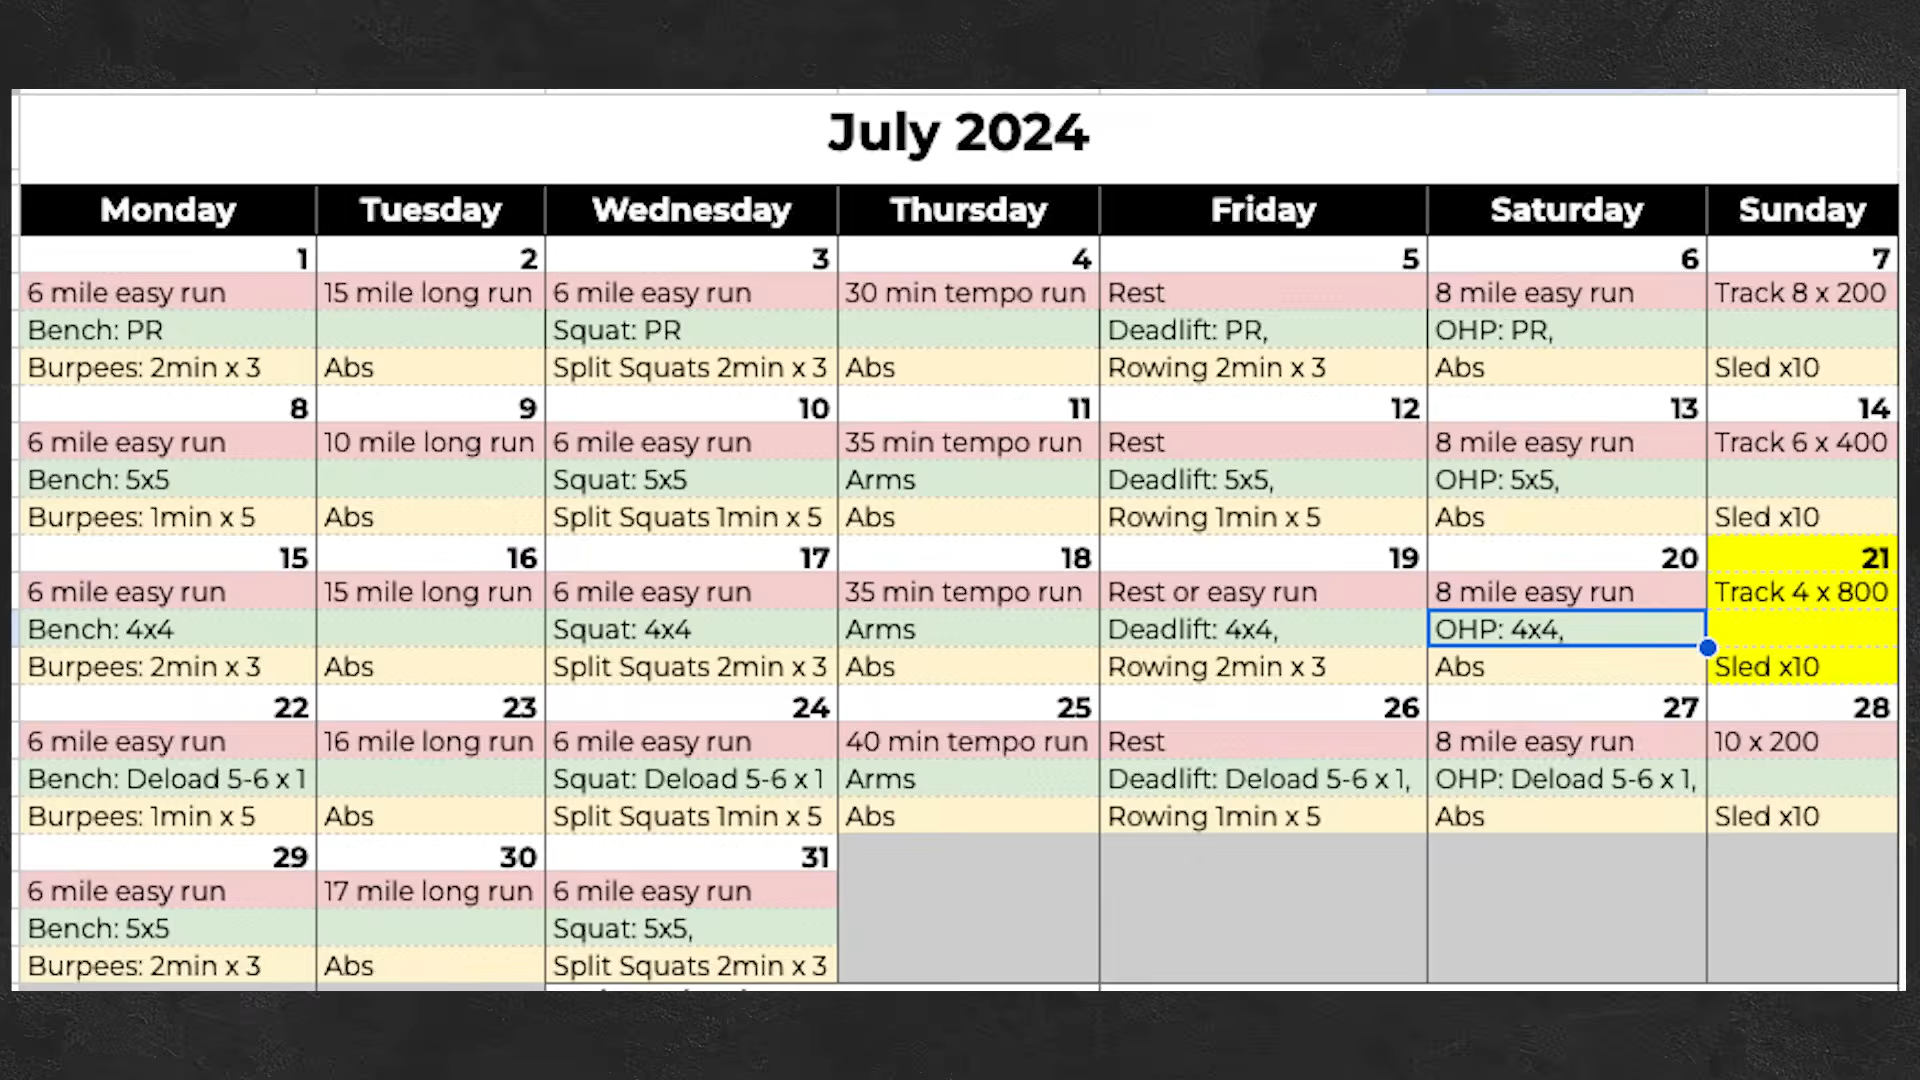 July 2024
Monday Tuesday Wednesday Thursday Friday Saturday Sunday
1 2 3 4 5 6 7
6 mile easy run 15 mile long run 6 mile easy run 30 min tempo run Rest 8 mile easy run Track 8 x 200
Bench: PR Squat: PR Deadlift: PR, OHP: PR,
Burpees: 2min x 3 Abs Split Squats 2min x 3 Abs Rowing 2min x 3 Abs Sled x10
8 9 10 11 12 13 14
6 mile easy run 10 mile long run 6 mile easy run 35 min tempo run Rest 8 mile easy run Track 6 x 400
Bench: 5x5 Squat: 5x5 Arms Deadlift: 5x5, OHP: 5x5,
Burpees: 1min x 5 Abs Split Squats 1min x 5 Abs Rowing 1min x 5 Abs Sled x10
15 16 17 18 19 20 21
6 mile easy run 15 mile long run 6 mile easy run 35 min tempo run Rest or easy run 8 mile easy run Track 4 x 800
Bench: 4x4 Squat: 4x4 Arms Deadlift: 4x4, OHP: 4x4,
Burpees: 2min x 3 Abs Split Squats 2min x 3 Abs Rowing 2min x 3 Abs Sled x10
22 23 24 25 26 27 28
6 mile easy run 16 mile long run 6 mile easy run 40 min tempo run Rest 8 mile easy run 10 x 200
Bench: Deload 5-6 x 1 Squat: Deload 5-6 x 1 Arms Deadlift: Deload 5-6 x 1, OHP: Deload 5-6 x 1,
Burpees: 1min x 5 Abs Split Squats 1min x 5 Abs Rowing 1min x 5 Abs Sled x10
29 30 31
6 mile easy run 17 mile long run 6 mile easy run
Bench: 5x5 Squat: 5x5,
Burpees: 2min x 3 Abs Split Squats 2min x 3